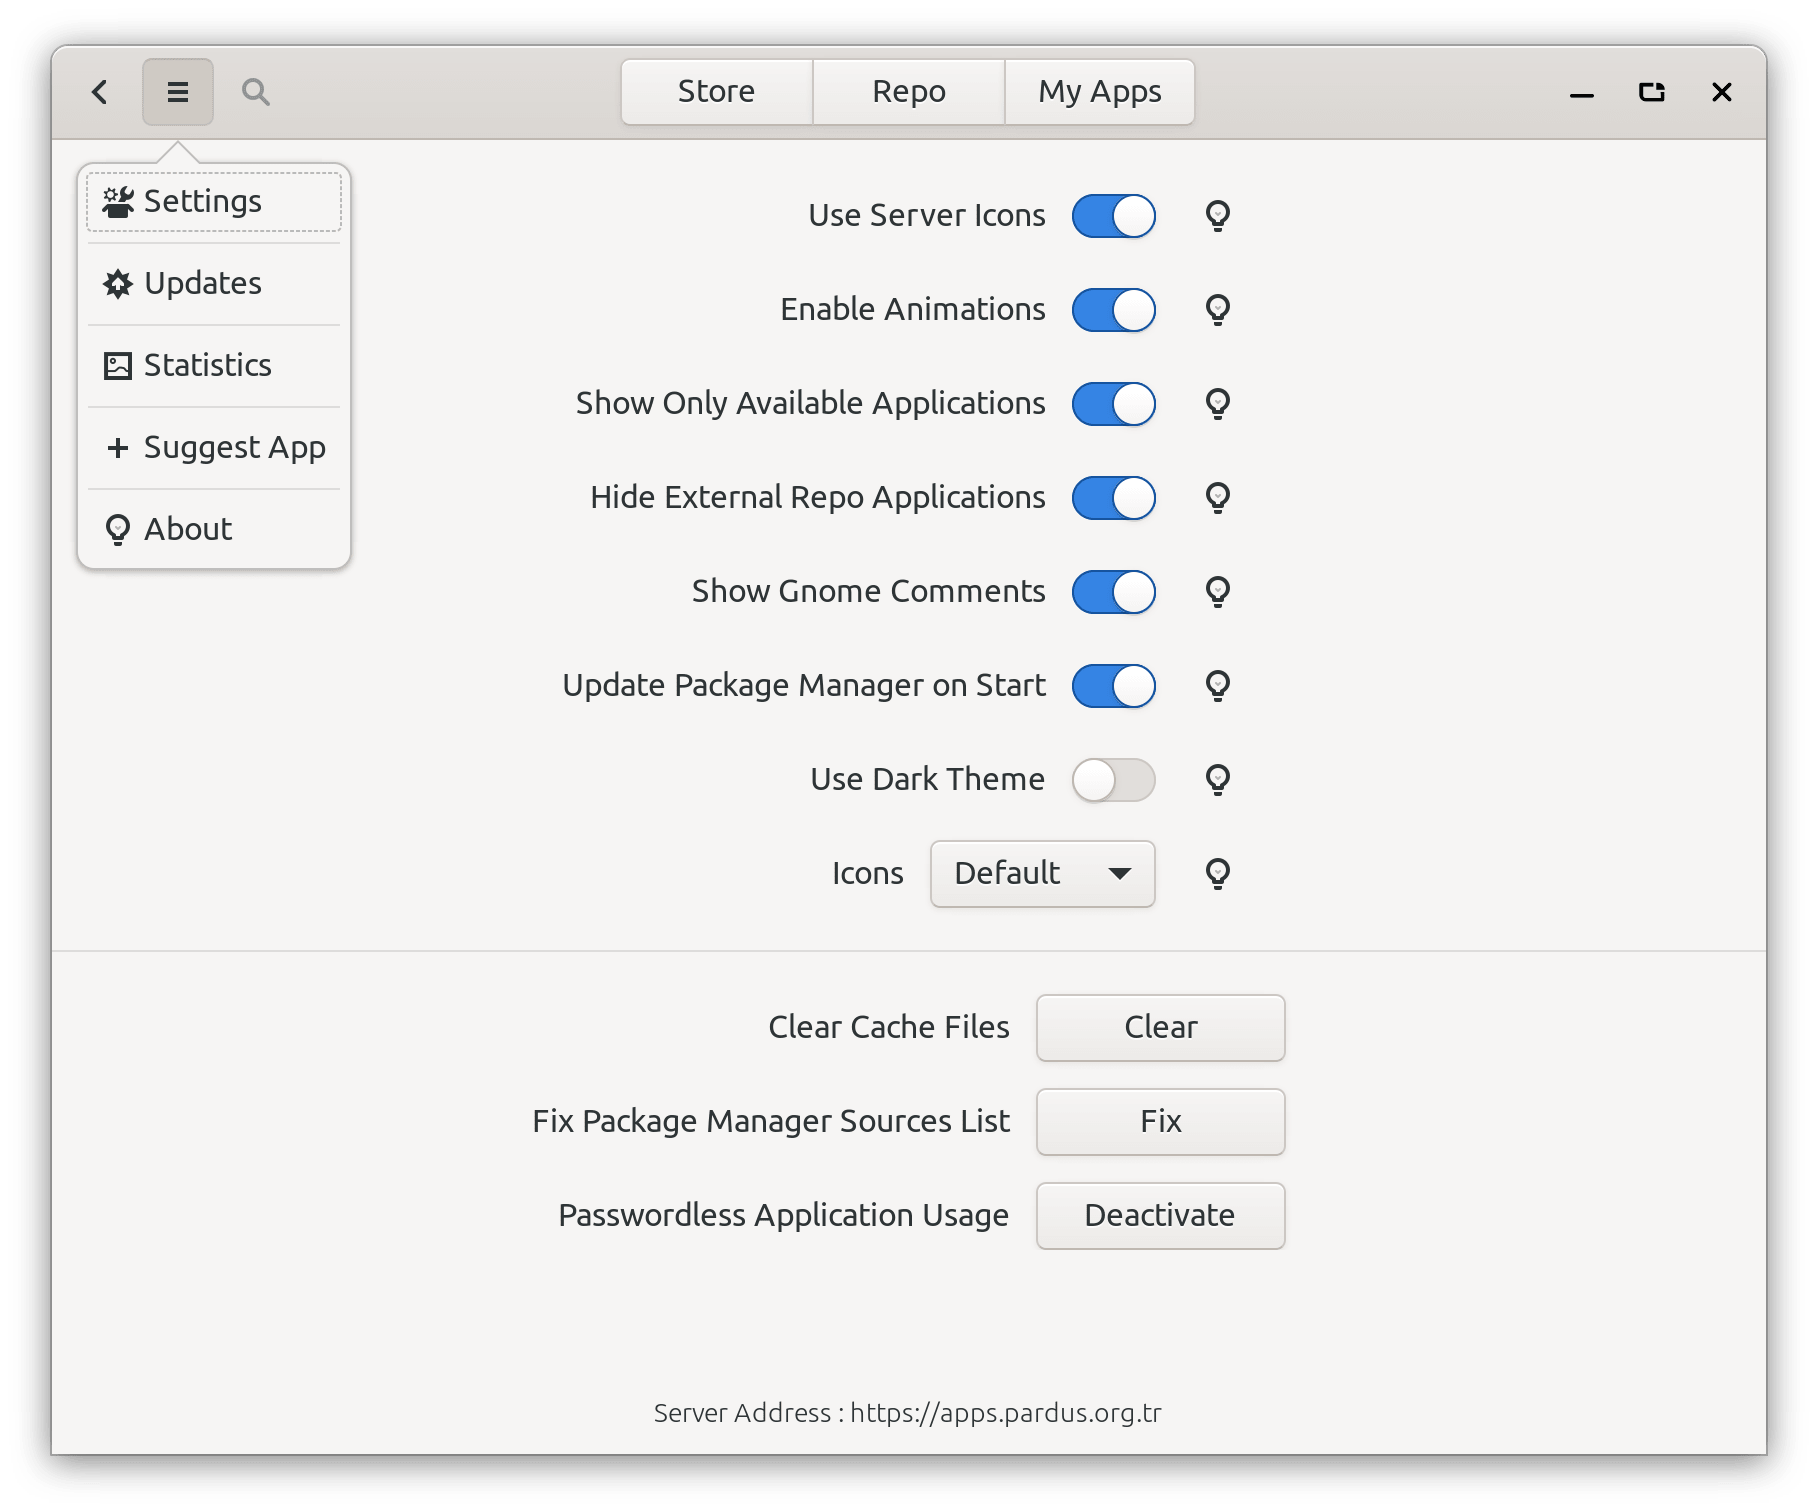 Store Repo My Apps
Settings
Updates
Statistics
Suggest App
About
Use Server Icons
Enable Animations
Show Only Available Applications
Hide External Repo Applications
Show Gnome Comments
Update Package Manager on Start
Use Dark Theme
Icons Default
Clear Cache Files Clear
Fix Package Manager Sources List Fix
Passwordless Application Usage Deactivate
Server Address : https://apps.pardus.org.tr